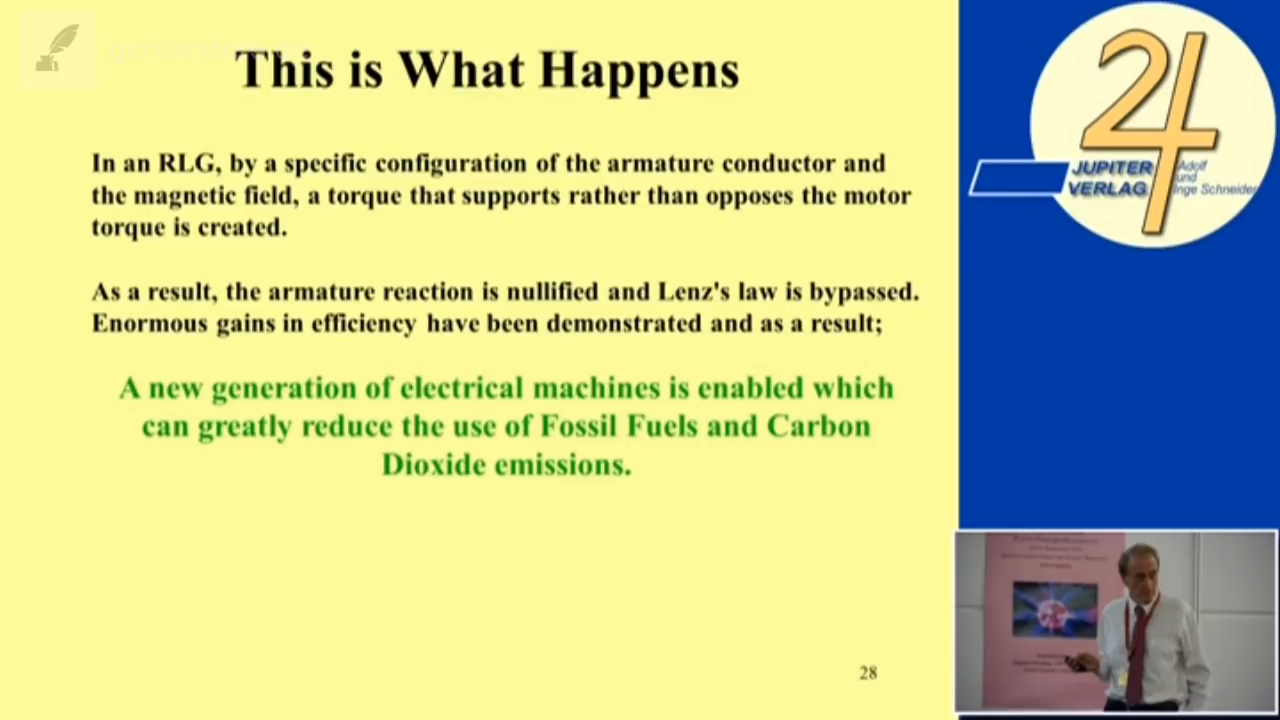 This is What Happens
In an RLG, by a specific configuration of the armature conductor and
the magnetic field, a torque that supports rather than opposes the motor
torque is created.
As a result, the armature reaction is nullified and Lenz's law is bypassed.
Enormous gains in efficiency have been demonstrated and as a result;
A new generation of electrical machines is enabled which
can greatly reduce the use of Fossil Fuels and Carbon
Dioxide emissions.
28
JUPITER
VERLAG
Adolf
und
Inge Schneider